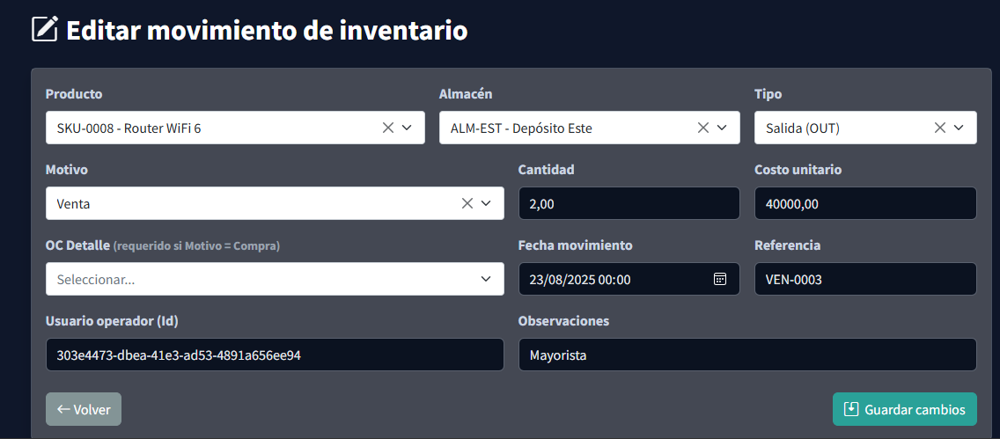 Editar movimiento de inventario
Producto Almacén Tipo
SKU-0008 - Router WiFi 6 ALM-EST - Depósito Este Salida (OUT)
Motivo Cantidad Costo unitario
Venta 2,00 40000,00
OC Detalle (requerido si Motivo = Compra) Fecha movimiento Referencia
Seleccionar... 23/08/2025 00:00 VEN-0003
Usuario operador (Id) Observaciones
303e4473-dbea-41e3-ad53-4891a656ee94 Mayorista
Volver Guardar cambios